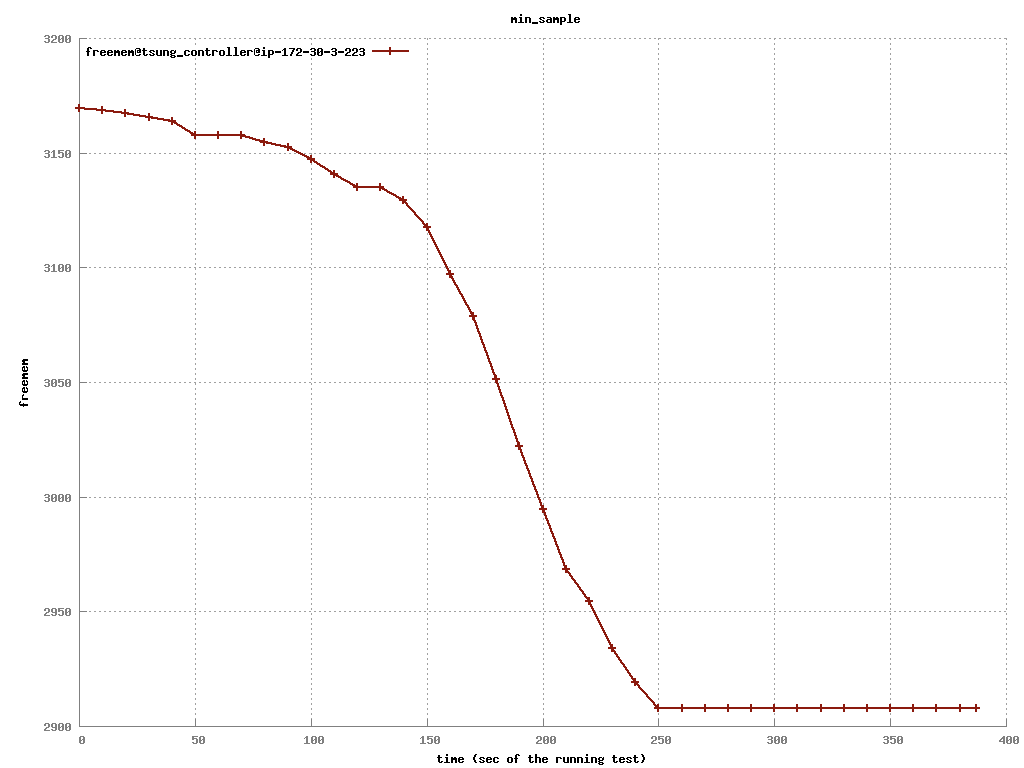 min_sample
3200
freemem@tsung_controller@ip-172-30-3-223
3150
3100
3050
freemem
3000
2950
2900
0 50 100 150 200 250 300 350 400
time (sec of the running test)